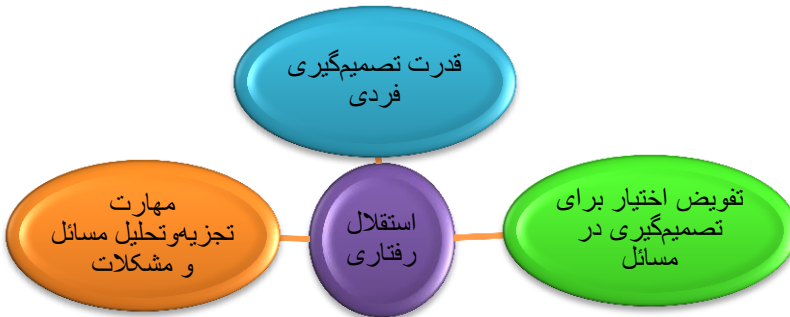 قدرت تصمیم‌گیری
فردی
تفویض اختیار برای
تصمیم‌گیری در
مسائل
استقلال
رفتاری
مهارت
تجزیه‌وتحلیل مسائل
و مشکلات